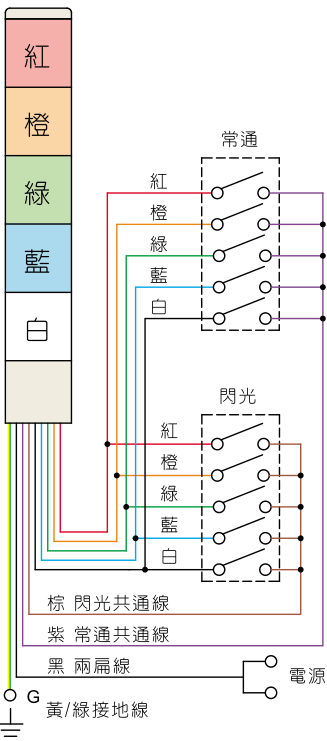 紅
橙
綠
藍
白
常通
紅
橙
綠
藍
白
閃光
紅
橙
綠
藍
白
棕 閃光共通線
紫 常通共通線
黑 兩扁線
電源
G
黃/綠接地線